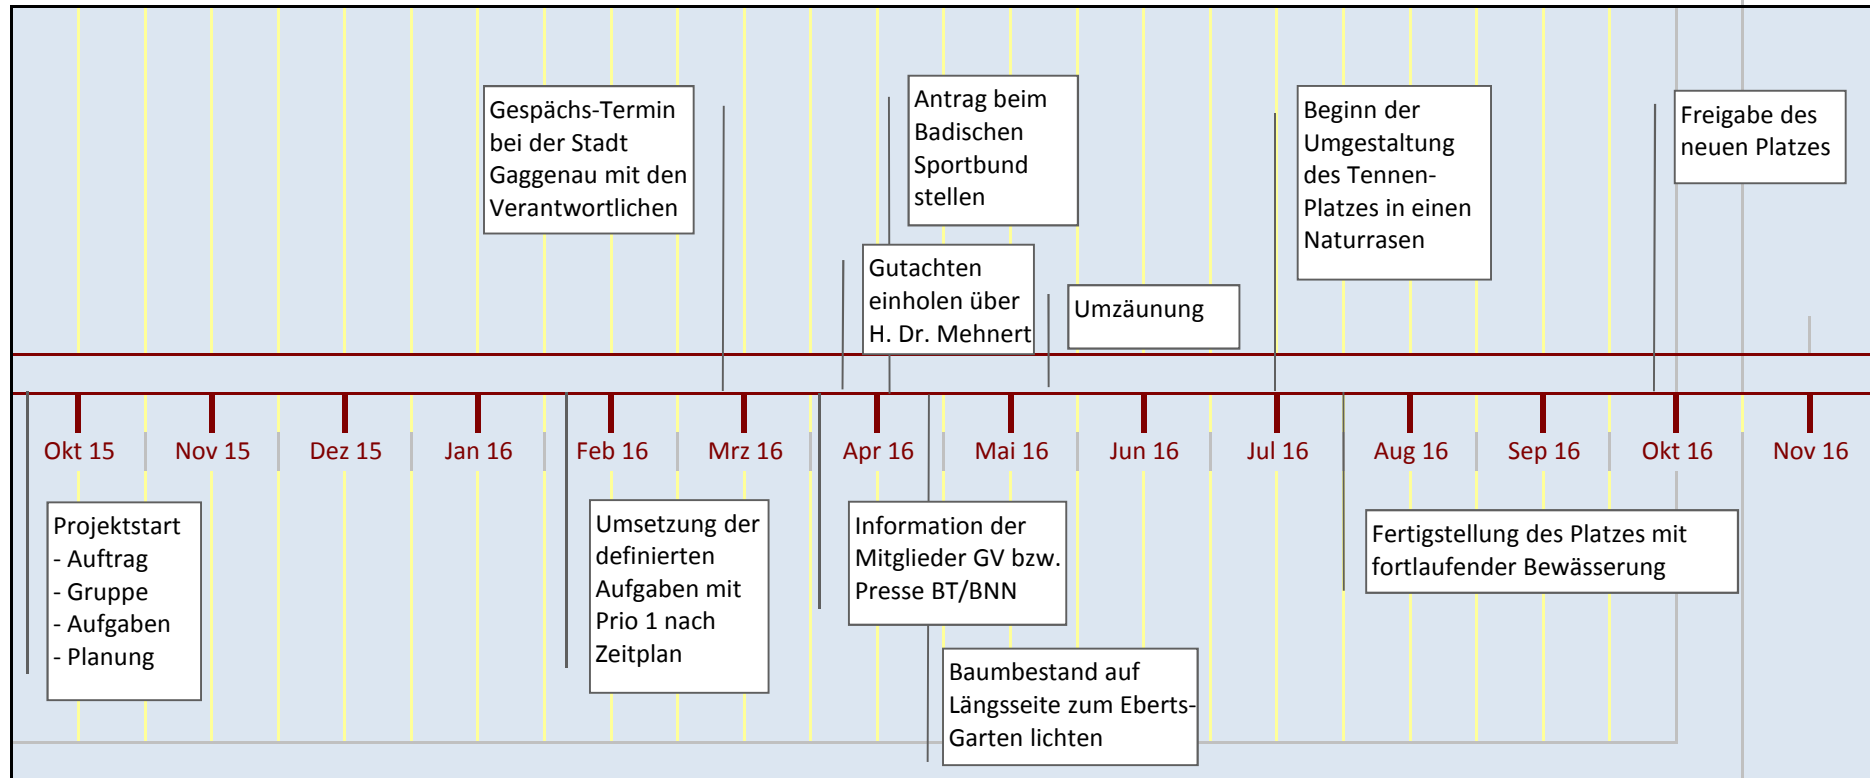 Gespächs-Termin
bei der Stadt
Gaggenau mit den
Verantwortlichen
Antrag beim
Badischen
Sportbund
stellen
Gutachten
einholen über
H. Dr. Mehnert
Umzäunung
Beginn der
Umgestaltung
des Tennen-
Platzes in einen
Naturrasen
Freigabe des
neuen Platzes
Okt 15 Nov 15 Dez 15 Jan 16 Feb 16 Mrz 16 Apr 16 Mai 16 Jun 16 Jul 16 Aug 16 Sep 16 Okt 16 Nov 16
Projektstart
- Auftrag
- Gruppe
- Aufgaben
- Planung
Umsetzung der
definierten
Aufgaben mit
Prio 1 nach
Zeitplan
Information der
Mitglieder GV bzw.
Presse BT/BNN
Baumbestand auf
Längsseite zum Eberts-
Garten lichten
Fertigstellung des Platzes mit
fortlaufender Bewässerung